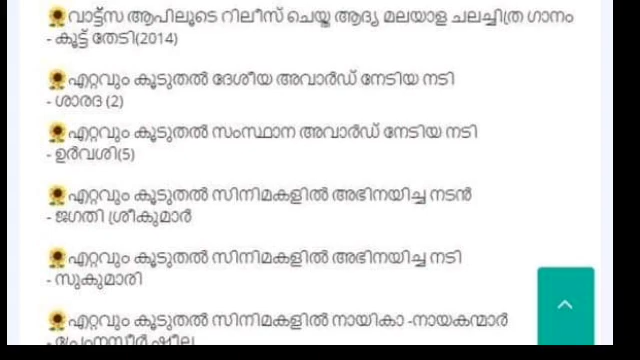 🌻വാട്ട്സ ആപിലൂടെ റിലീസ് ചെയ്ത ആദ്യ മലയാള ചലച്ചിത്ര ഗാനം
- കൂട്ട് തേടി(2014)
🌻എറ്റവും കൂടുതൽ ദേശീയ അവാർഡ് നേടിയ നടി
- ശാരദ (2)
🌻എറ്റവും കൂടുതൽ സംസ്ഥാന അവാർഡ് നേടിയ നടി
- ഉർവശി(5)
🌻എറ്റവും കൂടുതൽ സിനിമകളിൽ അഭിനയിച്ച നടൻ
- ജഗതി ശ്രീകുമാർ
🌻എറ്റവും കൂടുതൽ സിനിമകളിൽ അഭിനയിച്ച നടി
- സുകുമാരി
🌻എറ്റവും കൂടുതൽ സിനിമകളിൽ നായികാ -നായകന്മാർ